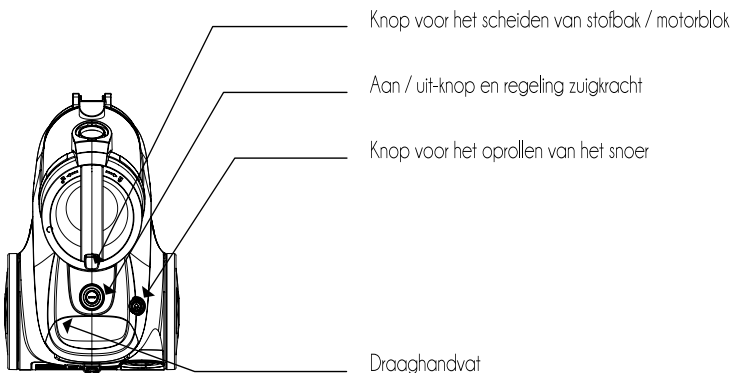 Knop voor het scheiden van stofbak / motorblok
Aan / uit-knop en regeling zuigkracht
Knop voor het oprollen van het snoer
Draaghandvat